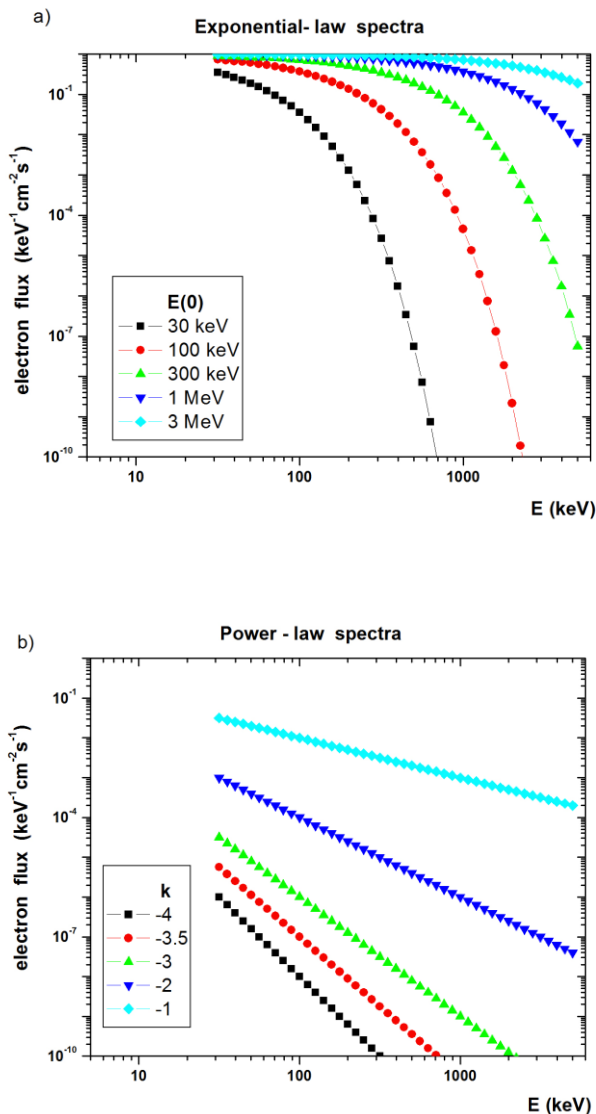 a)
Exponential- law spectra
electron flux (keV⁻¹cm⁻²s⁻¹)
10⁻¹
10⁻⁴
10⁻⁷
10⁻¹⁰
E(0)
30 keV
100 keV
300 keV
1 MeV
3 MeV
10
100
1000
E (keV)
b)
Power - law spectra
electron flux (keV⁻¹cm⁻²s⁻¹)
10⁻¹
10⁻⁴
10⁻⁷
10⁻¹⁰
k
-4
-3.5
-3
-2
-1
10
100
1000
E (keV)